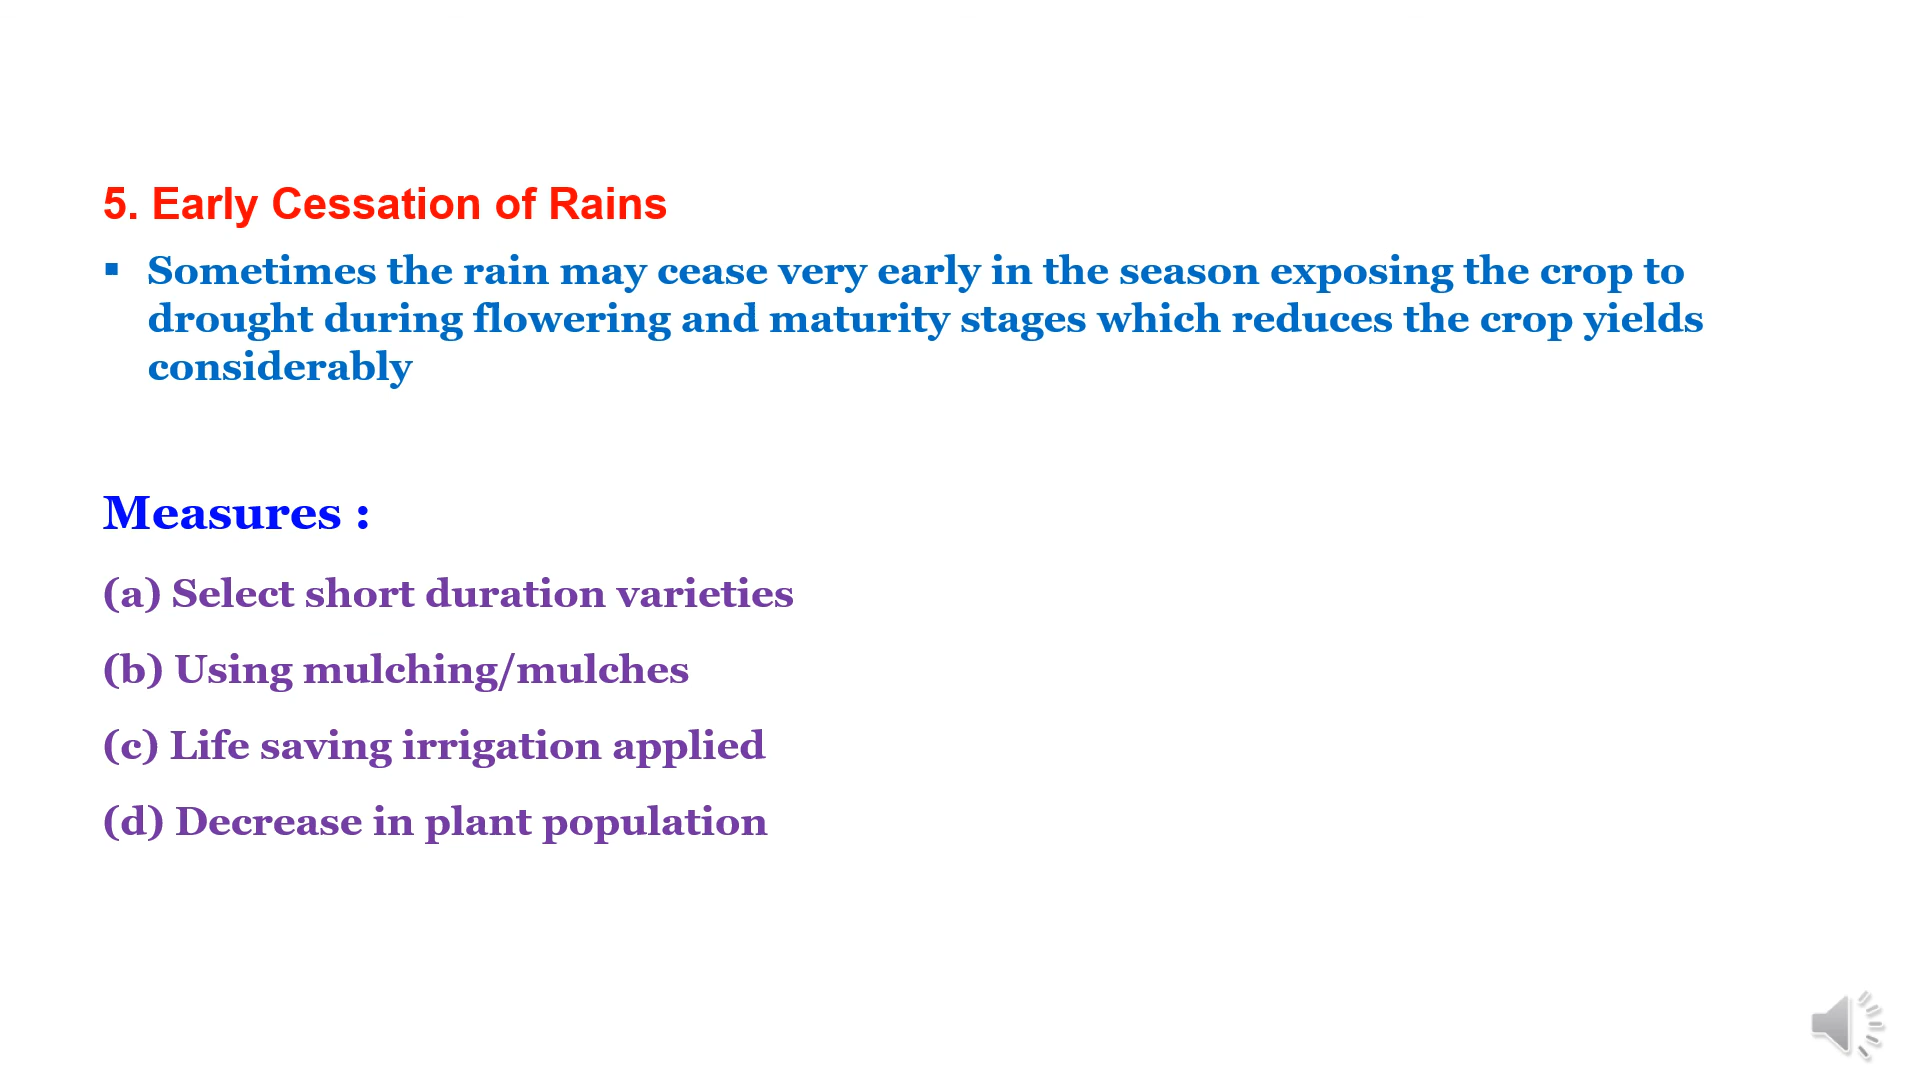 5. Early Cessation of Rains
▪ Sometimes the rain may cease very early in the season exposing the crop to
drought during flowering and maturity stages which reduces the crop yields
considerably
Measures :
(a) Select short duration varieties
(b) Using mulching/mulches
(c) Life saving irrigation applied
(d) Decrease in plant population